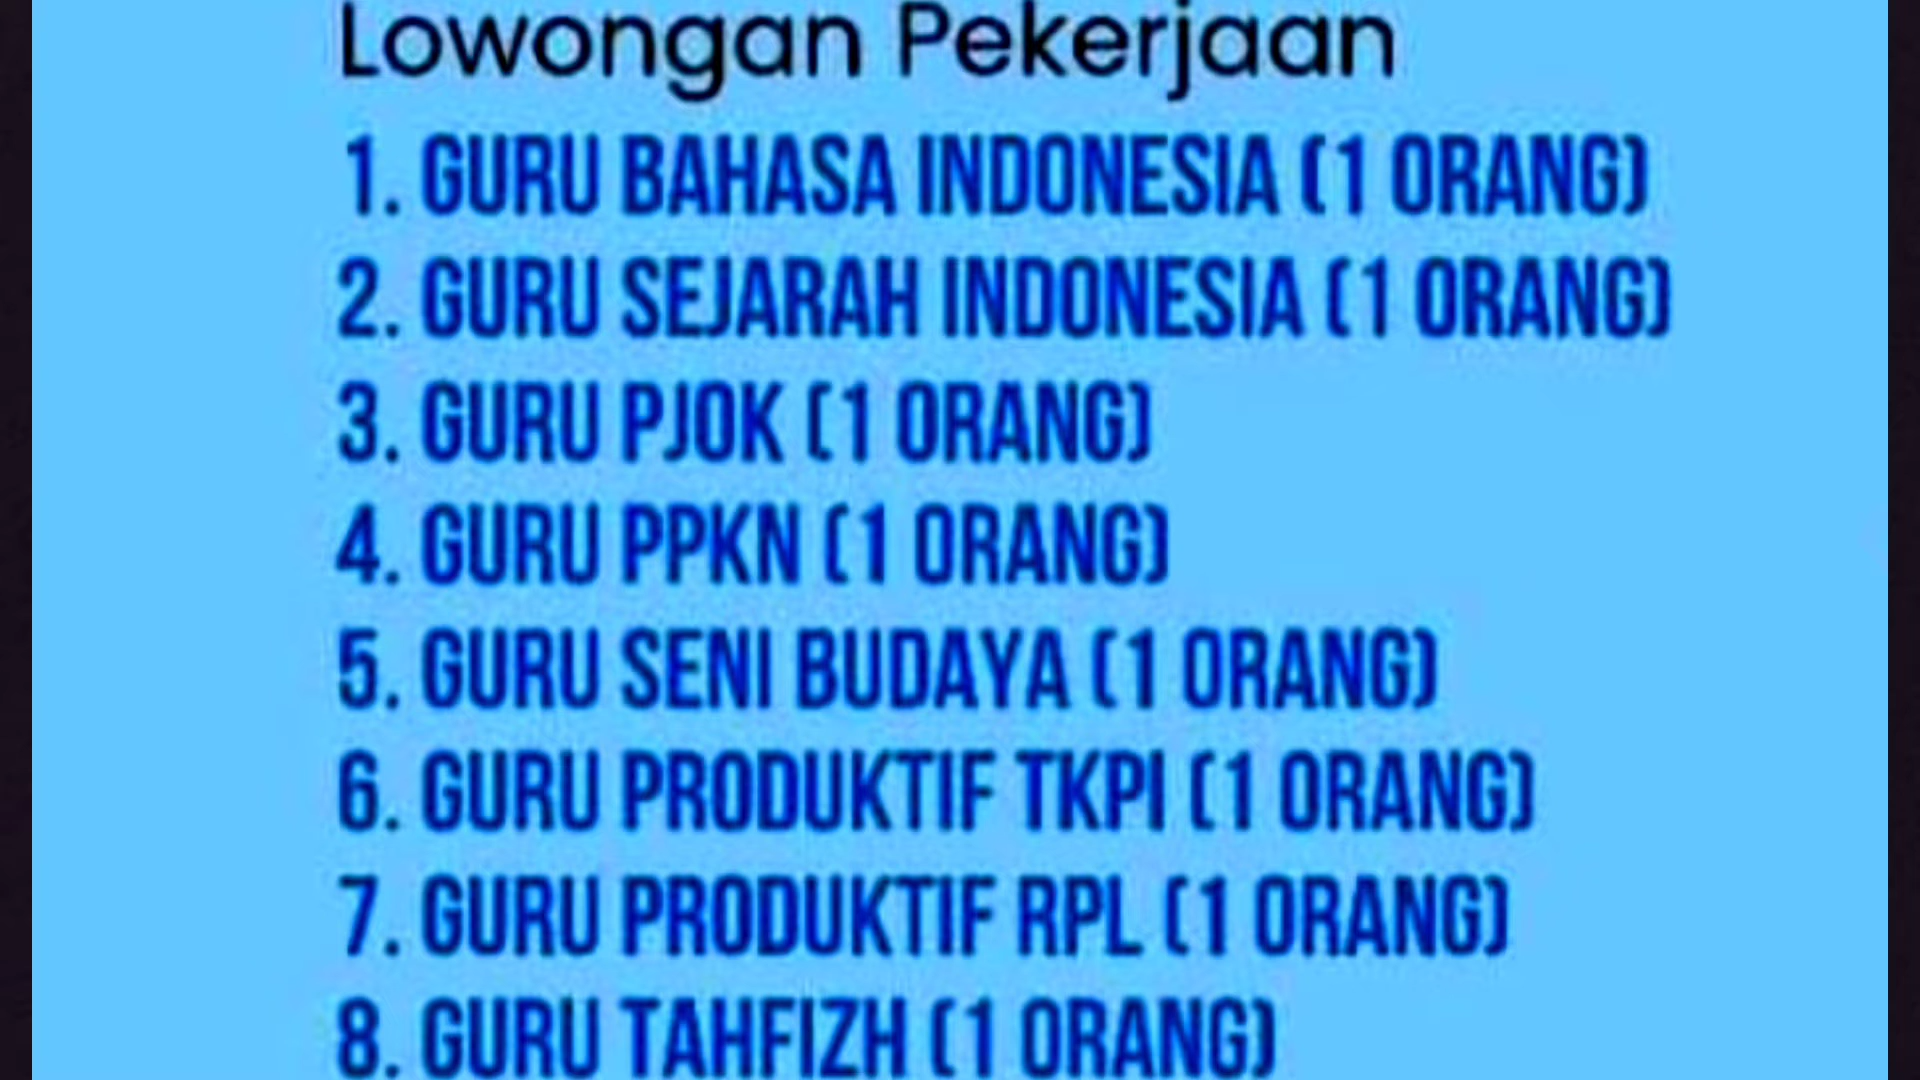 Lowongan Pekerjaan
1. GURU BAHASA INDONESIA (1 ORANG)
2. GURU SEJARAH INDONESIA (1 ORANG)
3. GURU PJOK (1 ORANG)
4. GURU PPKN (1 ORANG)
5. GURU SENI BUDAYA (1 ORANG)
6. GURU PRODUKTIF TKPI (1 ORANG)
7. GURU PRODUKTIF RPL (1 ORANG)
8. GURU TAHFIZH (1 ORANG)